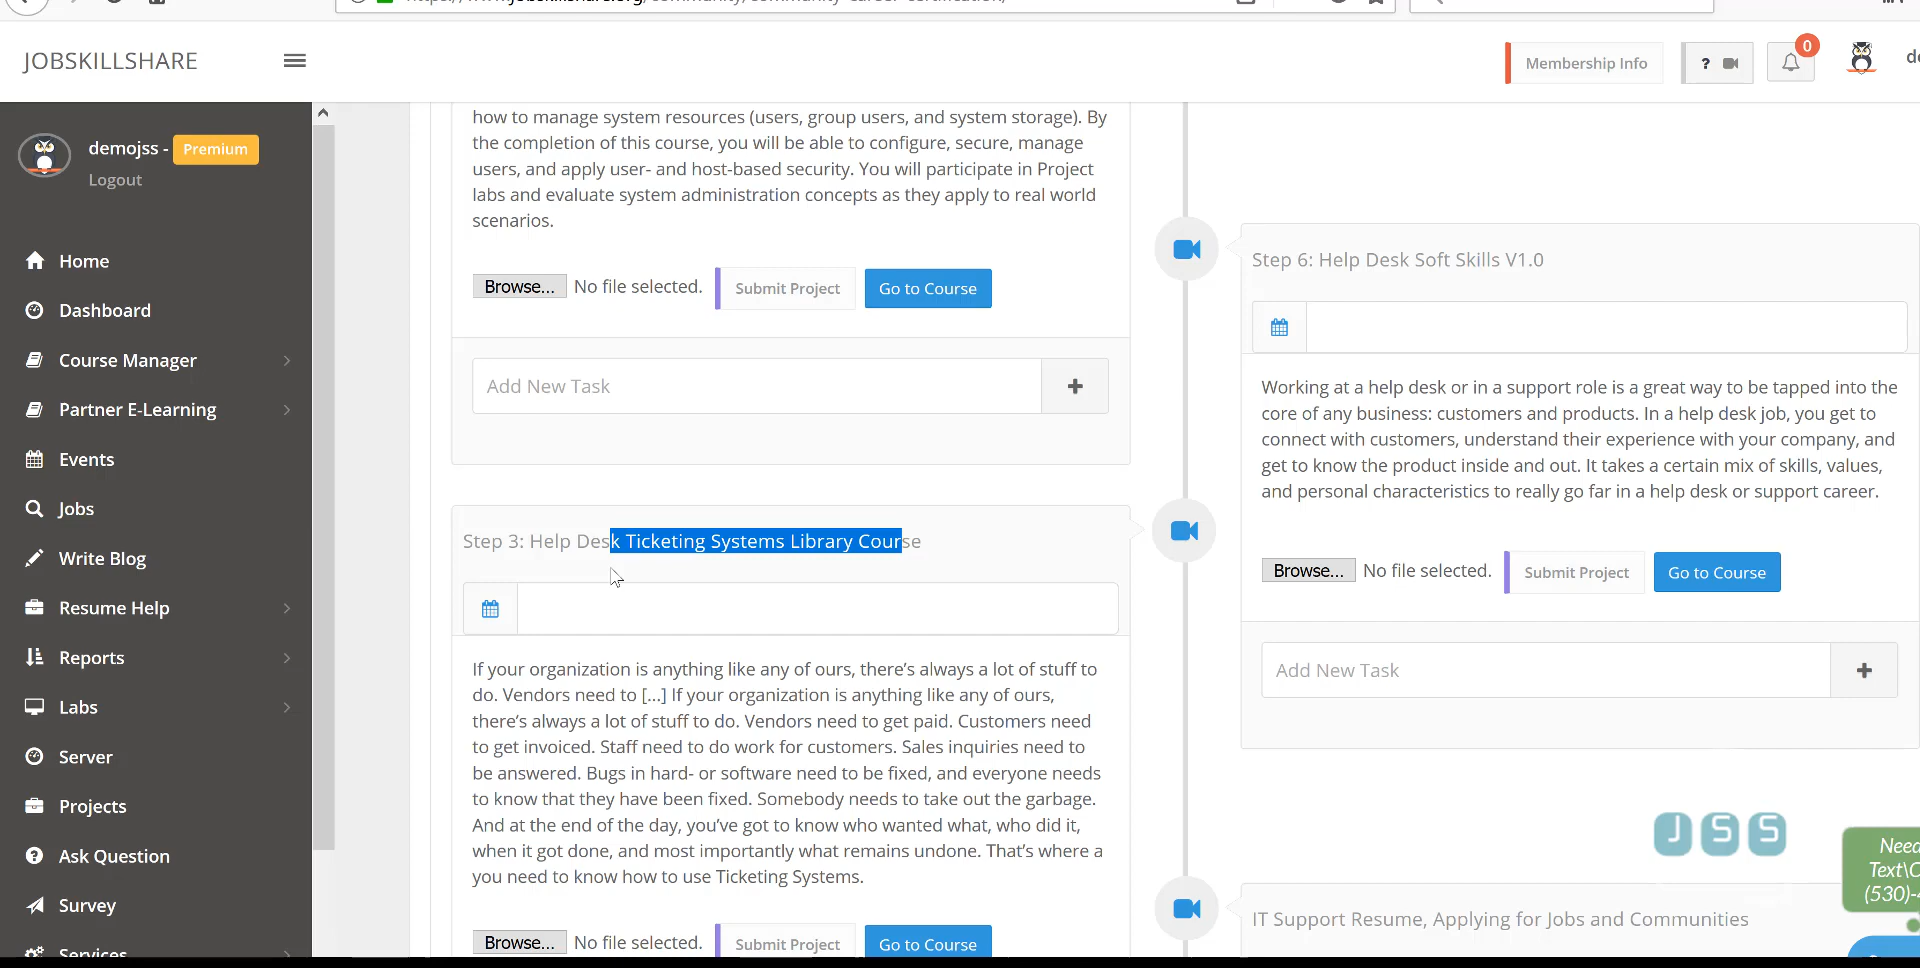 JOBSKILLSHARE
Membership Info
?
0
demojss - Premium
Logout
Home
Dashboard
Course Manager
Partner E-Learning
Events
Jobs
Write Blog
Resume Help
Reports
Labs
Server
Projects
Ask Question
Survey
Services
how to manage system resources (users, group users, and system storage). By
the completion of this course, you will be able to configure, secure, manage
users, and apply user- and host-based security. You will participate in Project
labs and evaluate system administration concepts as they apply to real world
scenarios.
Browse... No file selected. Submit Project Go to Course
Add New Task +
Step 3: Help Desk Ticketing Systems Library Course
If your organization is anything like any of ours, there's always a lot of stuff to
do. Vendors need to [...] If your organization is anything like any of ours,
there's always a lot of stuff to do. Vendors need to get paid. Customers need
to get invoiced. Staff need to do work for customers. Sales inquiries need to
be answered. Bugs in hard- or software need to be fixed, and everyone needs
to know that they have been fixed. Somebody needs to take out the garbage.
And at the end of the day, you've got to know who wanted what, who did it,
when it got done, and most importantly what remains undone. That's where a
you need to know how to use Ticketing Systems.
Browse... No file selected. Submit Project Go to Course
Step 6: Help Desk Soft Skills V1.0
Working at a help desk or in a support role is a great way to be tapped into the
core of any business: customers and products. In a help desk job, you get to
connect with customers, understand their experience with your company, and
get to know the product inside and out. It takes a certain mix of skills, values,
and personal characteristics to really go far in a help desk or support career.
Browse... No file selected. Submit Project Go to Course
Add New Task +
JSS
IT Support Resume, Applying for Jobs and Communities
Need
Text\C
(530)-